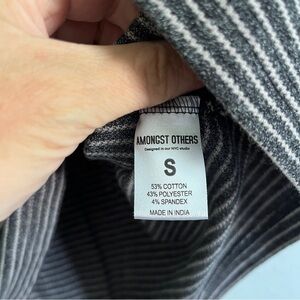 AMONGST OTHERS
Designed in our NYC studio
S
53% COTTON
43% POLYESTER
4% SPANDEX
MADE IN INDIA